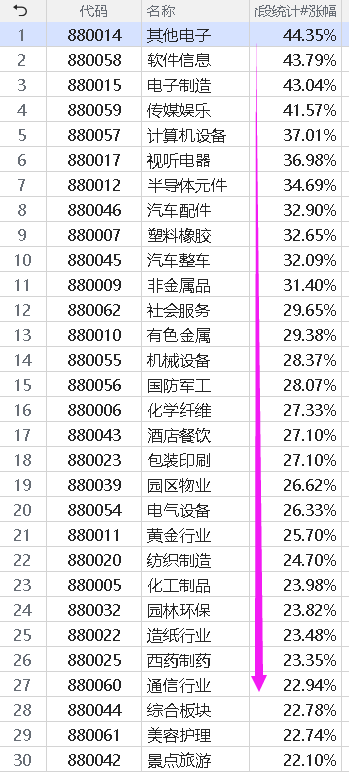 代码 名称 段统计#涨幅
1 880014 其他电子 44.35%
2 880058 软件信息 43.79%
3 880015 电子制造 43.04%
4 880059 传媒娱乐 41.57%
5 880057 计算机设备 37.01%
6 880017 视听电器 36.98%
7 880012 半导体元件 34.69%
8 880046 汽车配件 32.90%
9 880007 塑料橡胶 32.65%
10 880045 汽车整车 32.09%
11 880009 非金属品 31.40%
12 880062 社会服务 29.65%
13 880010 有色金属 29.38%
14 880055 机械设备 28.37%
15 880056 国防军工 28.07%
16 880006 化学纤维 27.33%
17 880043 酒店餐饮 27.10%
18 880023 包装印刷 27.10%
19 880039 园区物业 26.62%
20 880054 电气设备 26.33%
21 880011 黄金行业 25.70%
22 880020 纺织制造 24.70%
23 880005 化工制品 23.98%
24 880032 园林环保 23.82%
25 880022 造纸行业 23.48%
26 880025 西药制药 23.35%
27 880060 通信行业 22.94%
28 880044 综合板块 22.78%
29 880061 美容护理 22.74%
30 880042 景点旅游 22.10%